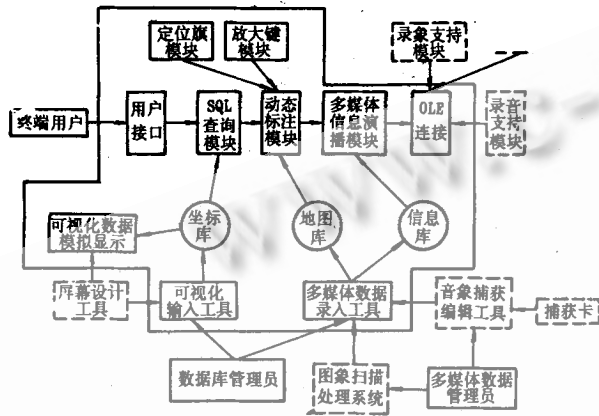 定位旗
模块
放大键
模块
录象支持
模块
终端用户
用户
接口
SQL
查询
模块
动态
标注
模块
多媒体
信息演
播模块
OLE
连接
录音
支持
模块
可视化数据
模拟显示
坐标
库
地图
库
信息
库
屏幕设计
工具
可视化
输入工具
多媒体数据
录入工具
音象捕获
编辑工具
捕获卡
数据库管理员
图象扫描
处理系统
多媒体数据
管理员